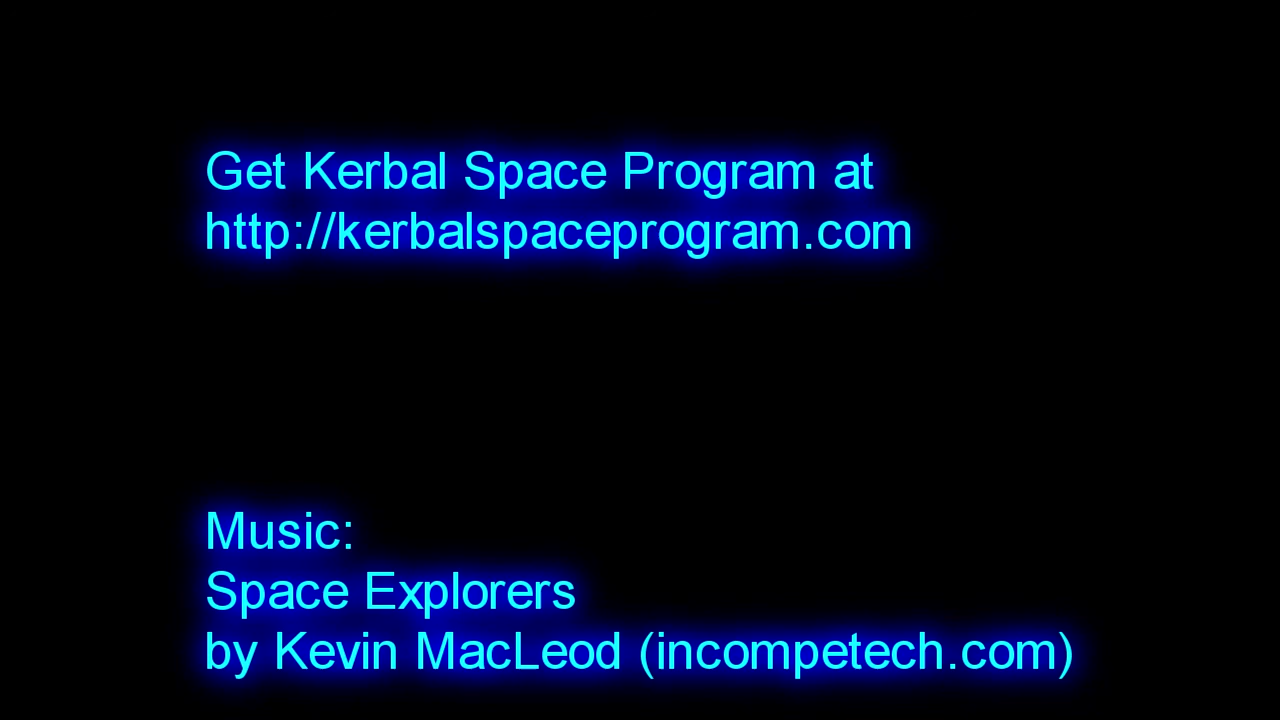 Get Kerbal Space Program at
http://kerbalspaceprogram.com
Music:
Space Explorers
by Kevin MacLeod (incompetech.com)